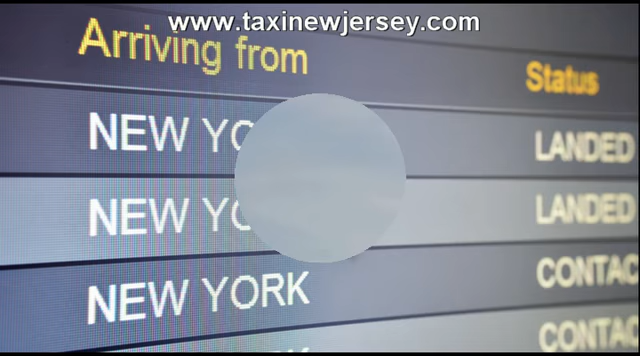 www.taxinewjersey.com
Arriving from Status
NEW YO LANDED
NEW YO LANDED
NEW YORK CONTAC
CONTAC